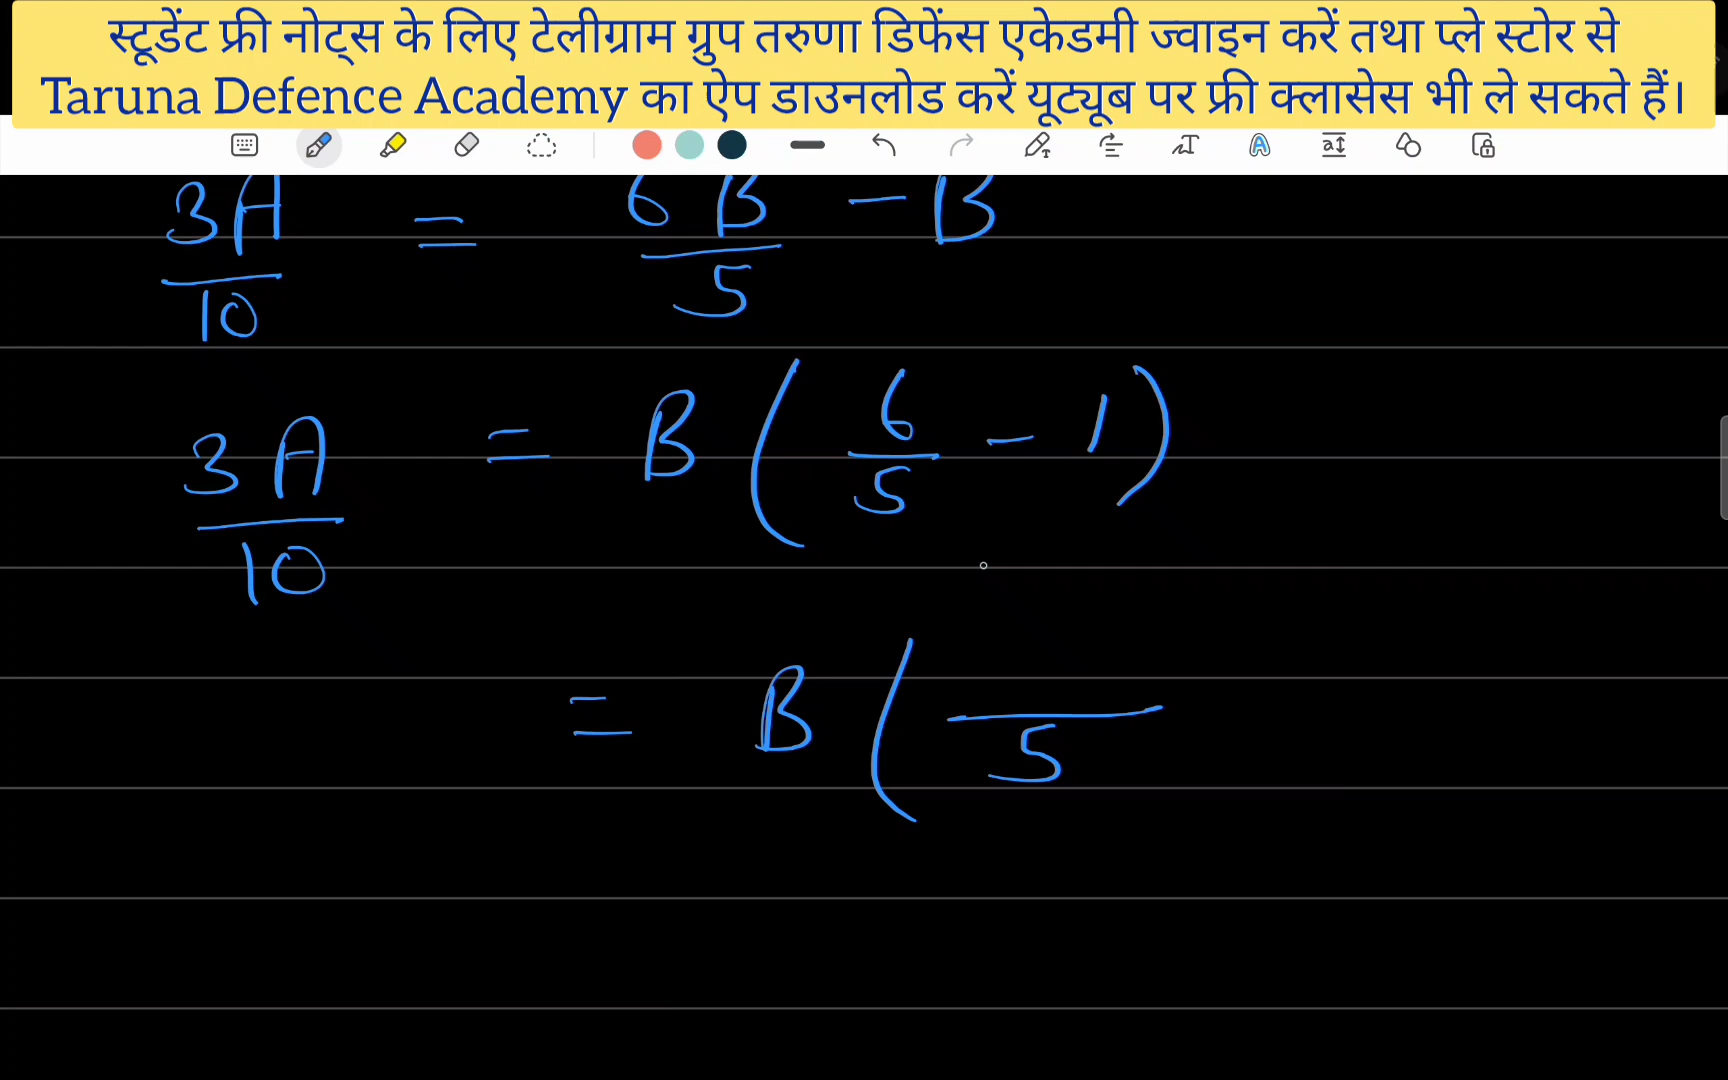 स्टूडेंट फ्री नोट्स के लिए टेलीग्राम ग्रुप तरुणा डिफेंस एकेडमी ज्वाइन करें तथा प्ले स्टोर से
Taruna Defence Academy का ऐप डाउनलोड करें यूट्यूब पर फ्री क्लासेस भी ले सकते हैं।
3A/10 = 6B/5 - B
3A/10 = B(6/5 - 1)
= B( /5